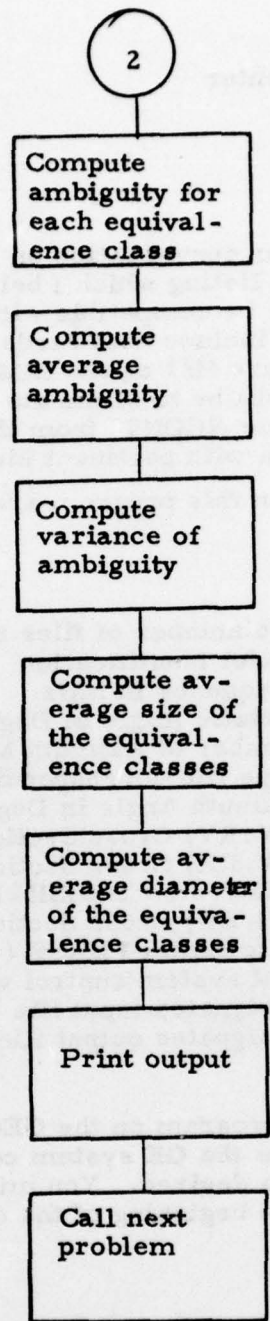 2
Compute
ambiguity for
each equival-
ence class
Compute
average
ambiguity
Compute
variance of
ambiguity
Compute av-
erage size of
the equival-
ence classes
Compute av-
erage diameter
of the equiva-
lence classes
Print output
Call next
problem